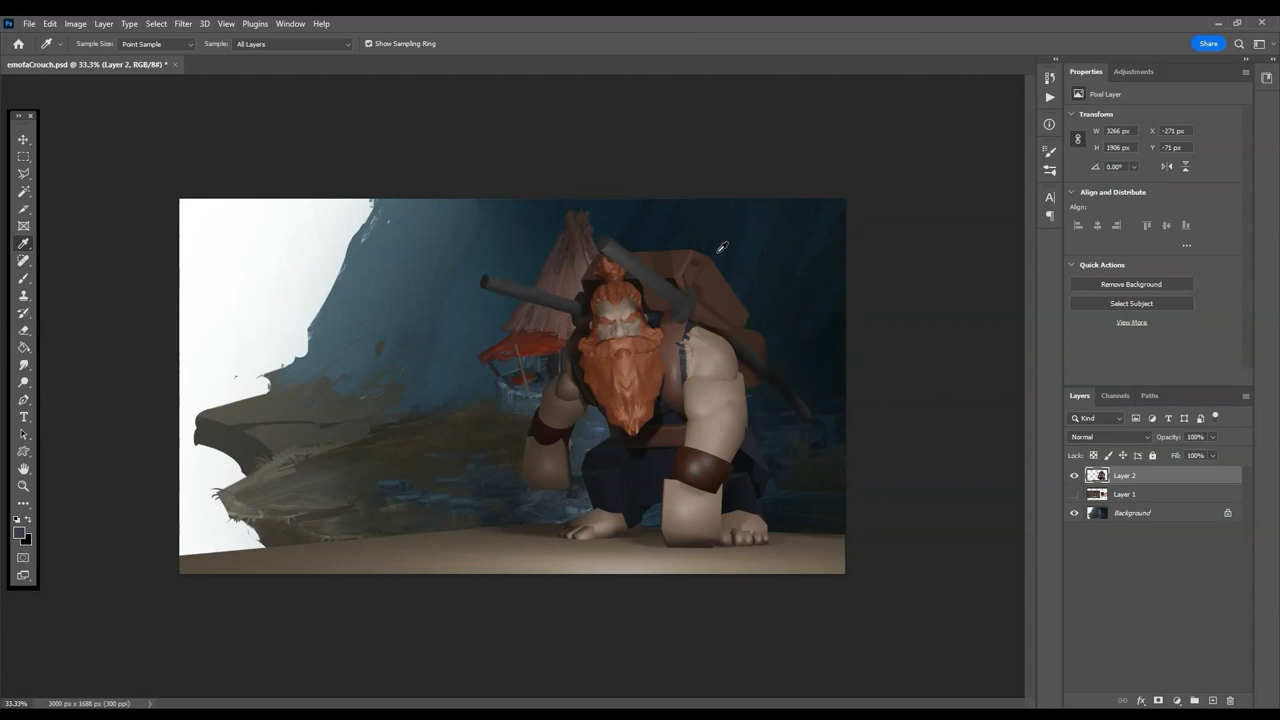 Ps File Edit Image Layer Type Select Filter 3D View Plugins Window Help
Sample Size: Point Sample Sample: All Layers Show Sampling Ring Share
emofaCrouch.psd @ 33.3% (Layer 2, RGB/8#) *
Properties Adjustments
Pixel Layer
Transform
W 3266 px X -271 px
H 1906 px Y -71 px
0.00°
Align and Distribute
Align:
Quick Actions
Remove Background
Select Subject
View More
Layers Channels Paths
Kind
Normal Opacity: 100%
Lock: Fill: 100%
Layer 2
Layer 1
Background
33.33% 3000 px x 1688 px (300 ppi)